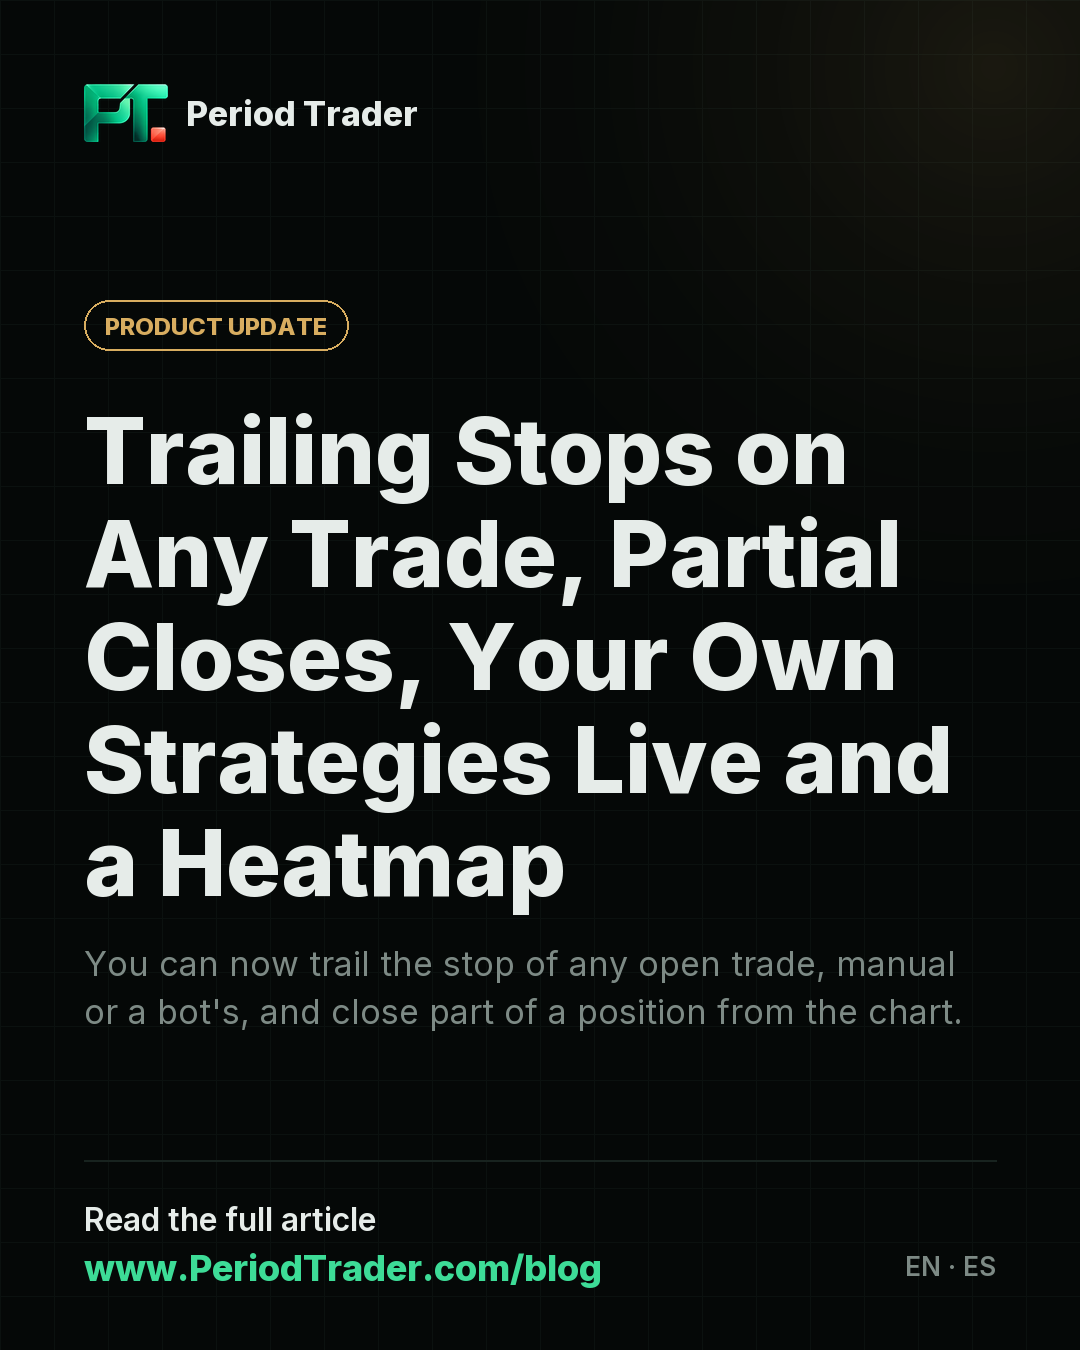 PT.
Period Trader
PRODUCT UPDATE
Trailing Stops on
Any Trade, Partial
Closes, Your Own
Strategies Live and
a Heatmap
You can now trail the stop of any open trade, manual
or a bot's, and close part of a position from the chart.
Read the full article
www.PeriodTrader.com/blog
EN · ES